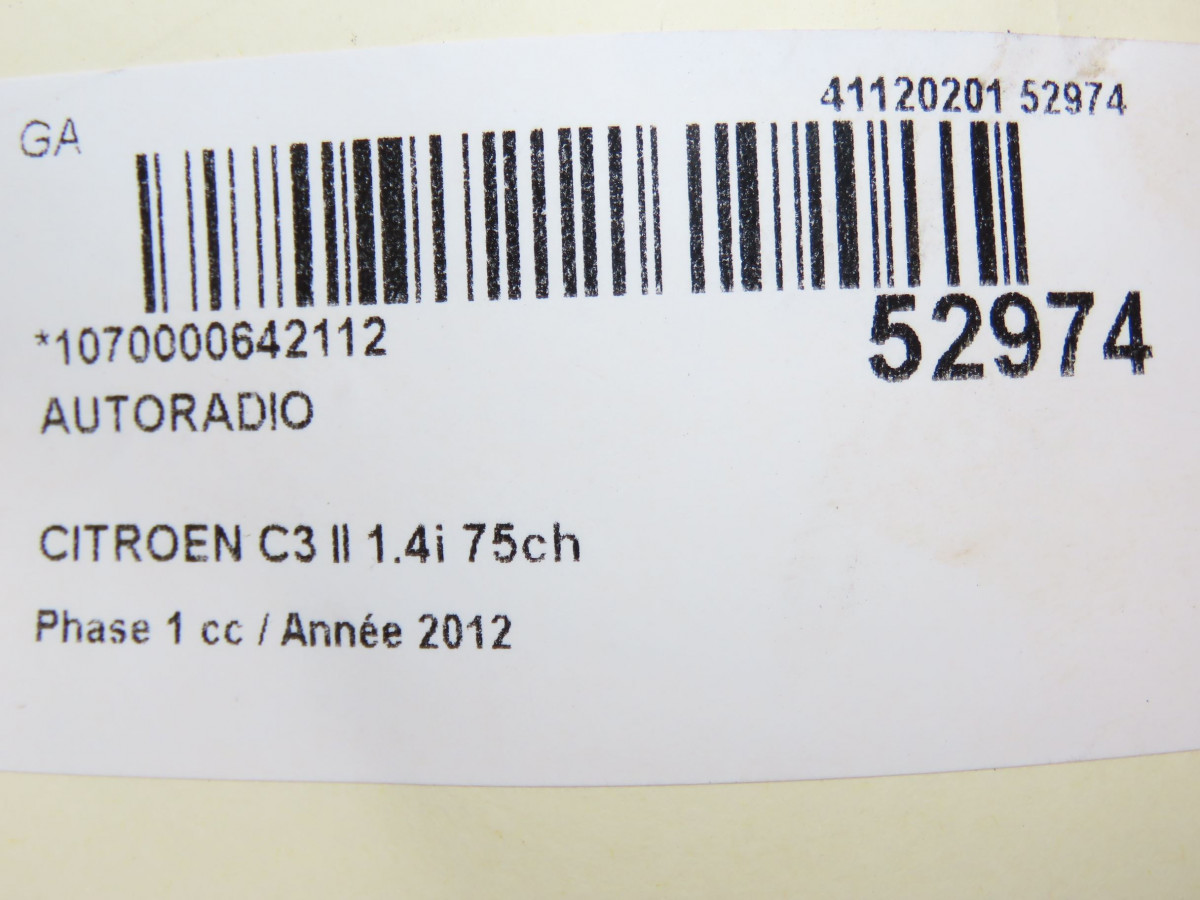 41120201 52974
GA
*1070000642112
52974
AUTORADIO
CITROEN C3 II 1.4i 75ch
Phase 1 cc / Année 2012